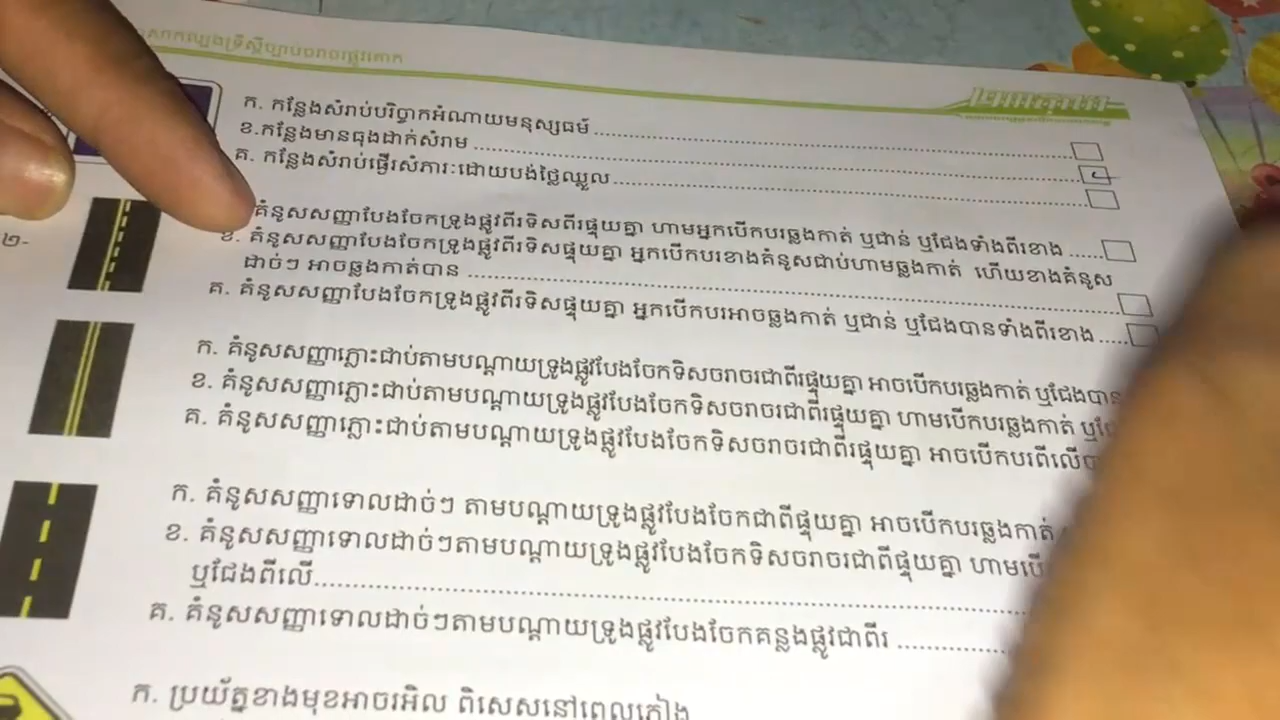 ក. កន្លែងសំរាប់បរិច្ចាកអំណោយមនុស្សធម៍
ខ.កន្លែងមានធុងដាក់សំរាម
គ. កន្លែងសំរាប់ផ្ញើរសំភារៈដោយបង់ថ្លៃឈ្នួល
២-
គំនូសសញ្ញាបែងចែកទ្រូងផ្លូវពីរទិសពីរផ្ទុយគ្នា ហាមអ្នកបើកបរឆ្លងកាត់ ឬជាន់ ឬជែងទាំងពីរខាង
ខ. គំនូសសញ្ញាបែងចែកទ្រូងផ្លូវពីរទិសផ្ទុយគ្នា អ្នកបើកបរខាងគំនូសជាប់ហាមឆ្លងកាត់ ហើយខាងគំនូស
ដាច់ៗ អាចឆ្លងកាត់បាន
គ. គំនូសសញ្ញាបែងចែកទ្រូងផ្លូវពីរទិសផ្ទុយគ្នា អ្នកបើកបរអាចឆ្លងកាត់ ឬជាន់ ឬជែងបានទាំងពីរខាង
ក. គំនូសសញ្ញាភ្លោះជាប់តាមបណ្តាយទ្រូងផ្លូវបែងចែកទិសចរាចរជាពីរផ្ទុយគ្នា អាចបើកបរឆ្លងកាត់ ឬជែងបាន
ខ. គំនូសសញ្ញាភ្លោះជាប់តាមបណ្តាយទ្រូងផ្លូវបែងចែកទិសចរាចរជាពីរផ្ទុយគ្នា ហាមបើកបរឆ្លងកាត់
គ. គំនូសសញ្ញាភ្លោះជាប់តាមបណ្តាយទ្រូងផ្លូវបែងចែកទិសចរាចរជាពីរផ្ទុយគ្នា អាចបើកបរពីលើ
ក. គំនូសសញ្ញាទោលដាច់ៗ តាមបណ្តាយទ្រូងផ្លូវបែងចែកជាពីផ្ទុយគ្នា អាចបើកបរឆ្លងកាត់
ខ. គំនូសសញ្ញាទោលដាច់ៗតាមបណ្តាយទ្រូងផ្លូវបែងចែកទិសចរាចរជាពីផ្ទុយគ្នា ហាមបើ
ឬជែងពីលើ
គ. គំនូសសញ្ញាទោលដាច់ៗតាមបណ្តាយទ្រូងផ្លូវបែងចែកគន្លងផ្លូវជាពីរ
ក. ប្រយ័ត្នខាងមុខអាចរអិល ពិសេសនៅពេលភ្លៀង